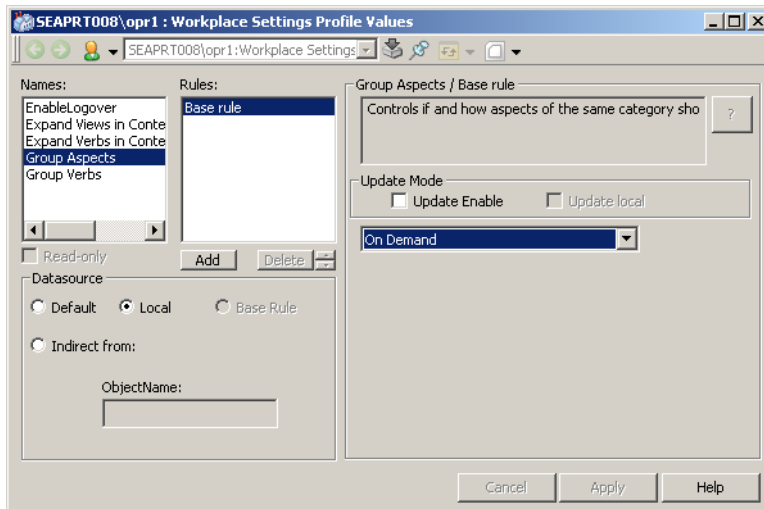 SEAPRT008\opr1 : Workplace Settings Profile Values
SEAPRT008\opr1:Workplace Settings
Names:
EnableLogover
Expand Views in Conte
Expand Verbs in Conte
Group Aspects
Group Verbs
Read-only
Rules:
Base rule
Add
Delete
Datasource
Default
Local
Base Rule
Indirect from:
ObjectName:
Group Aspects / Base rule
Controls if and how aspects of the same category sho
?
Update Mode
Update Enable
Update local
On Demand
Cancel
Apply
Help